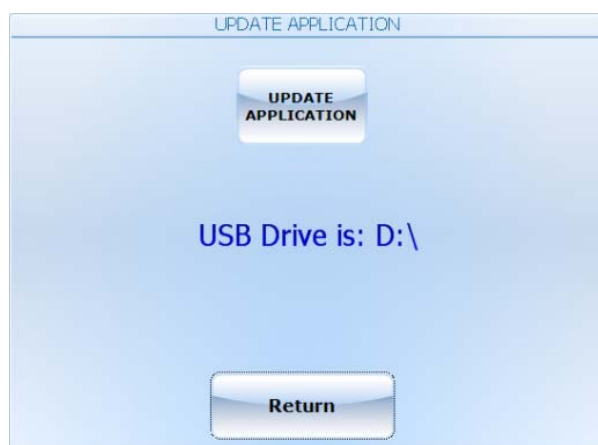 UPDATE APPLICATION
UPDATE
APPLICATION
USB Drive is: D:\
Return